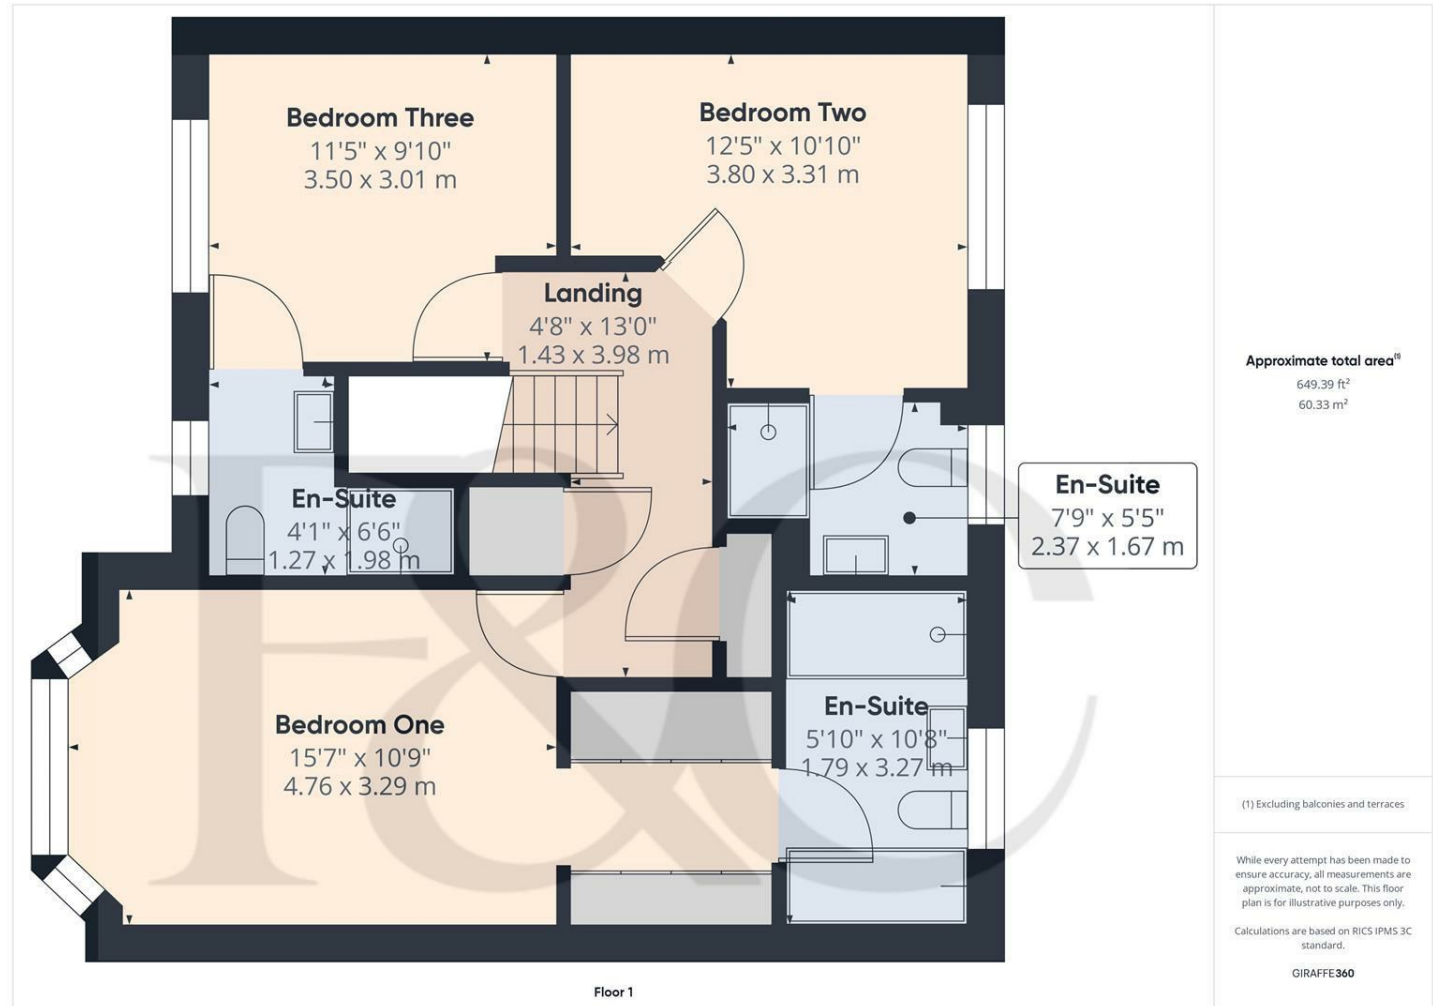 Bedroom Three
11'5" x 9'10"
3.50 x 3.01 m
Bedroom Two
12'5" x 10'10"
3.80 x 3.31 m
Landing
4'8" x 13'0"
1.43 x 3.98 m
En-Suite
4'1" x 6'6"
1.27 x 1.98 m
En-Suite
7'9" x 5'5"
2.37 x 1.67 m
Bedroom One
15'7" x 10'9"
4.76 x 3.29 m
En-Suite
5'10" x 10'8"
1.79 x 3.27 m
F&C
Floor 1
Approximate total area⁽¹⁾
649.39 ft²
60.33 m²
(1) Excluding balconies and terraces
While every attempt has been made to
ensure accuracy, all measurements are
approximate, not to scale. This floor
plan is for illustrative purposes only.
Calculations are based on RICS IPMS 3C
standard.
GIRAFFE360